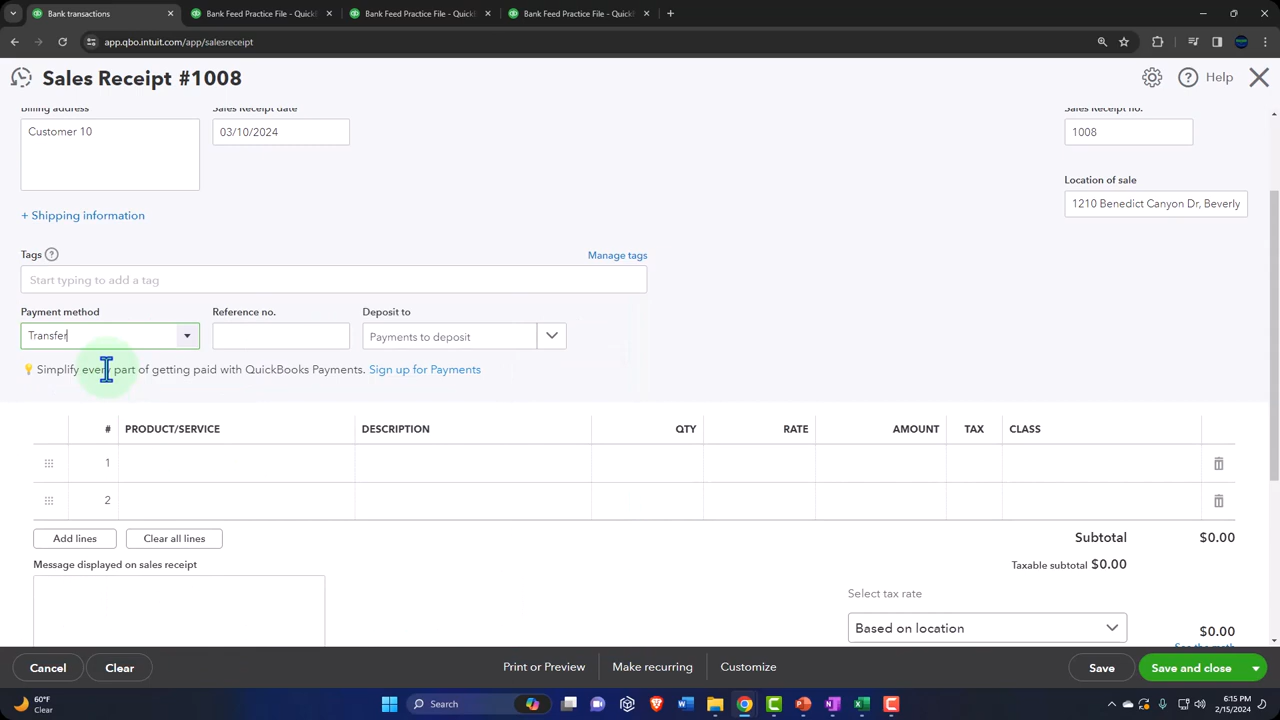 Bank transactions
Bank Feed Practice File - Quick
Bank Feed Practice File - Quick
Bank Feed Practice File - Quick
app.qbo.intuit.com/app/salesreceipt
Sales Receipt #1008
Help
Billing address
Sales Receipt date
Sales Receipt no.
Customer 10
03/10/2024
1008
Location of sale
1210 Benedict Canyon Dr, Beverly
+ Shipping information
Tags ?
Manage tags
Start typing to add a tag
Payment method
Reference no.
Deposit to
Transfer
Payments to deposit
Simplify every part of getting paid with QuickBooks Payments. Sign up for Payments
# PRODUCT/SERVICE DESCRIPTION QTY RATE AMOUNT TAX CLASS
1
2
Add lines
Clear all lines
Subtotal $0.00
Message displayed on sales receipt
Taxable subtotal $0.00
Select tax rate
Based on location
$0.00
See the math
Cancel
Clear
Print or Preview
Make recurring
Customize
Save
Save and close
60°F
Clear
Search
6:15 PM
2/15/2024